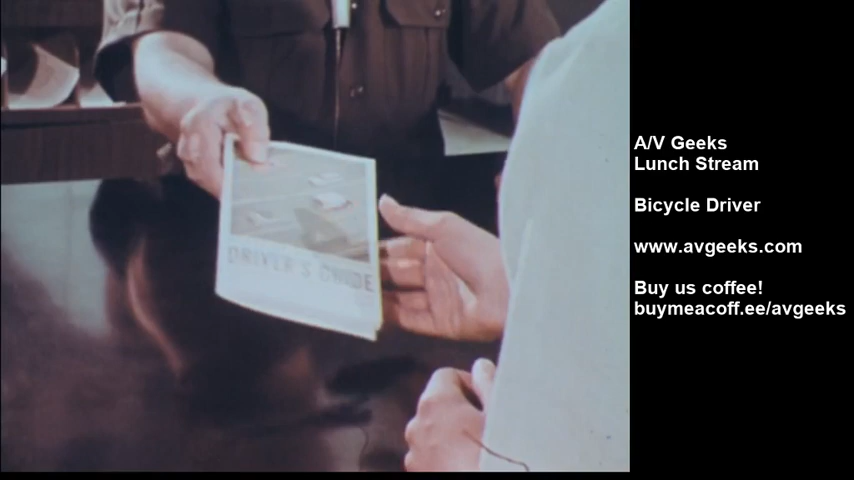 DRIVER'S GUIDE
A/V Geeks
Lunch Stream
Bicycle Driver
www.avgeeks.com
Buy us coffee!
buymeacoff.ee/avgeeks